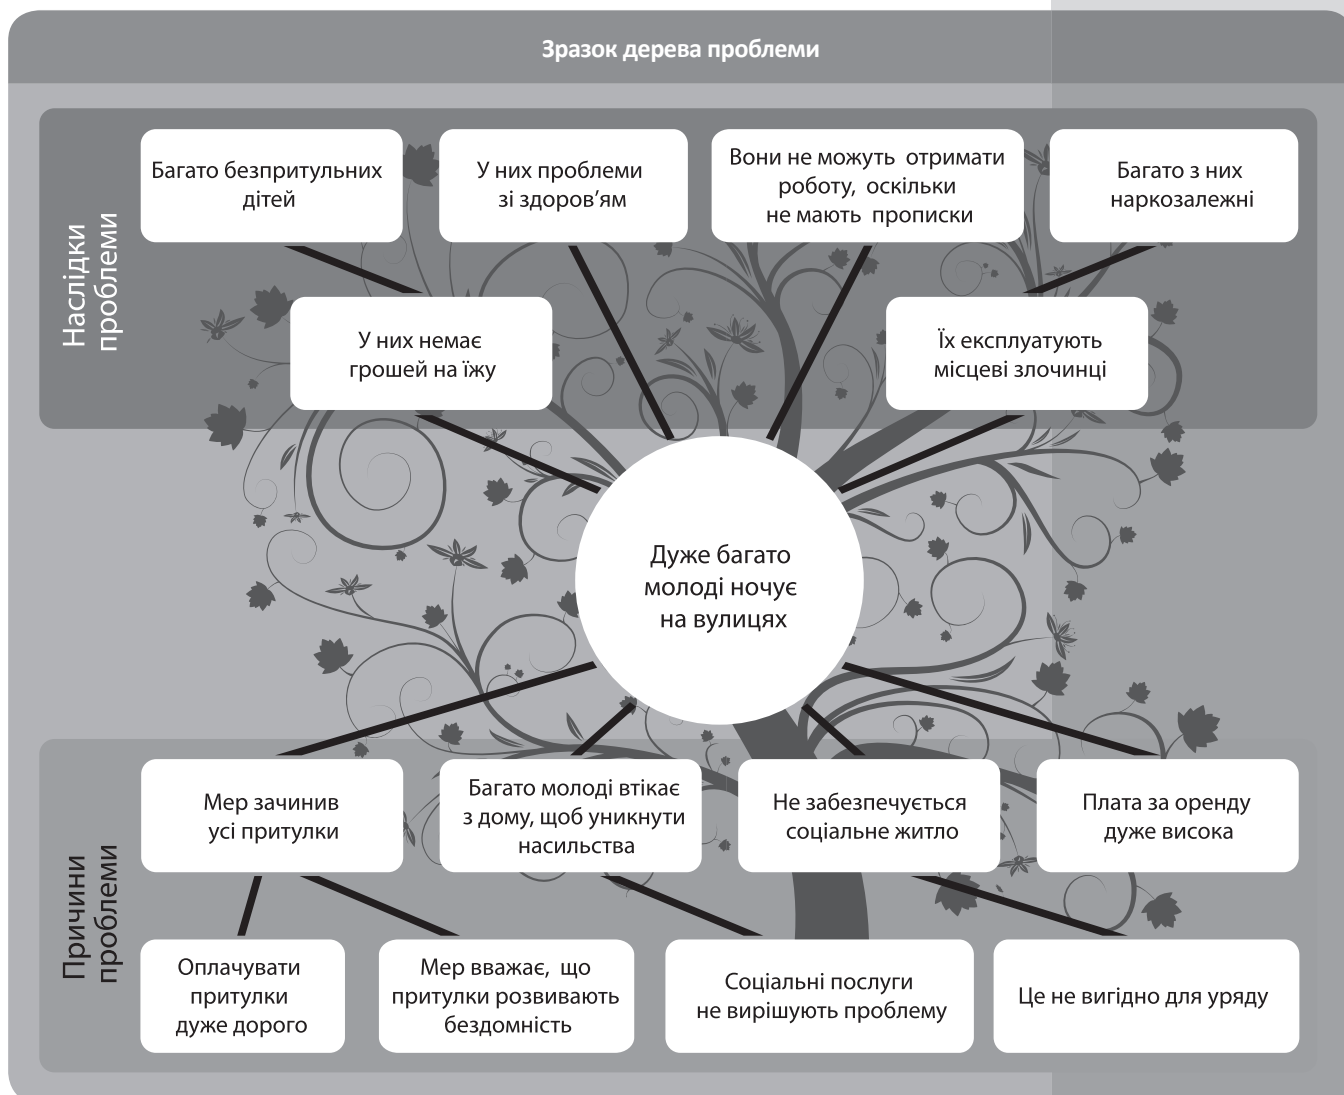 Зразок дерева проблеми
Наслідки
проблеми
Багато безпритульних
дітей
У них проблеми
зі здоров’ям
Вони не можуть отримати
роботу, оскільки
не мають прописки
Багато з них
наркозалежні
У них немає
грошей на їжу
Їх експлуатують
місцеві злочинці
Дуже багато
молоді ночує
на вулицях
Причини
проблеми
Мер зачинив
усі притулки
Багато молоді втікає
з дому, щоб уникнути
насильства
Не забезпечується
соціальне житло
Плата за оренду
дуже висока
Оплачувати
притулки
дуже дорого
Мер вважає, що
притулки розвивають
бездомність
Соціальні послуги
не вирішують проблему
Це не вигідно для уряду